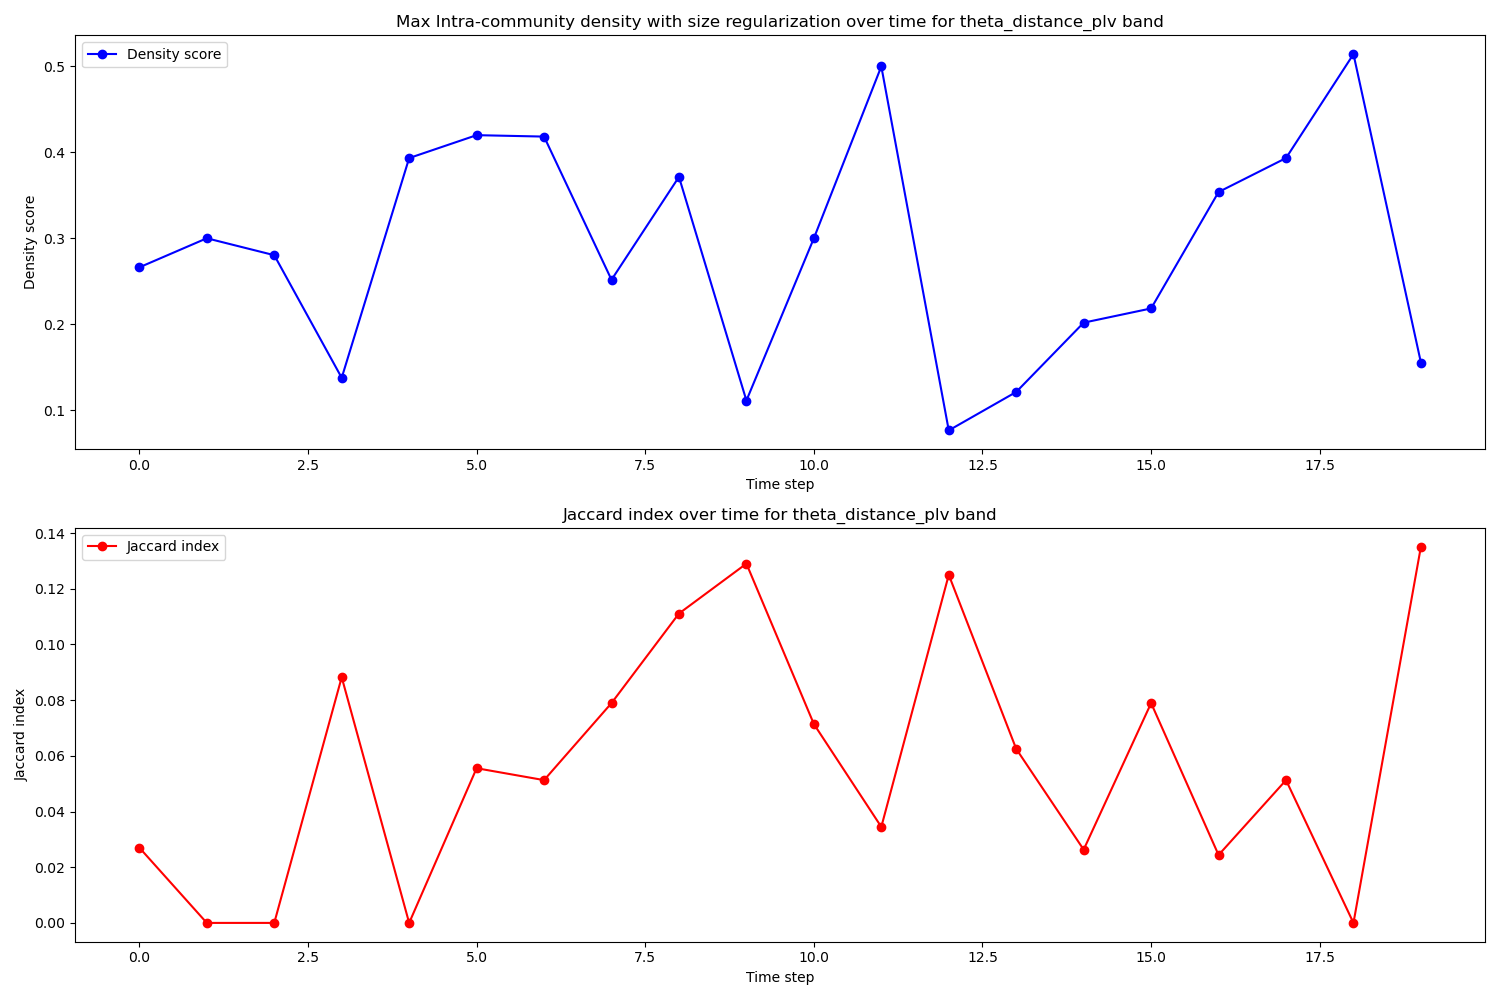 Max Intra-community density with size regularization over time for theta_distance_plv band
Density score
Density score
0.5
0.4
0.3
0.2
0.1
0.0 2.5 5.0 7.5 10.0 12.5 15.0 17.5
Time step
Jaccard index over time for theta_distance_plv band
Jaccard index
Jaccard index
0.14
0.12
0.10
0.08
0.06
0.04
0.02
0.00
0.0 2.5 5.0 7.5 10.0 12.5 15.0 17.5
Time step